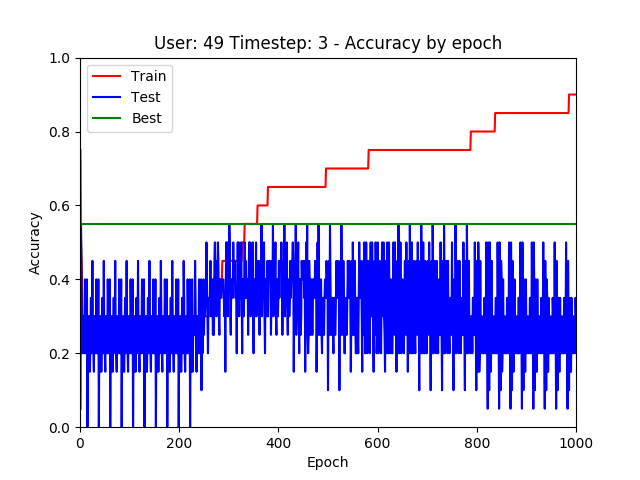 User: 49 Timestep: 3 - Accuracy by epoch
Train
Test
Best
Accuracy
1.0
0.8
0.6
0.4
0.2
0.0
0 200 400 600 800 1000
Epoch